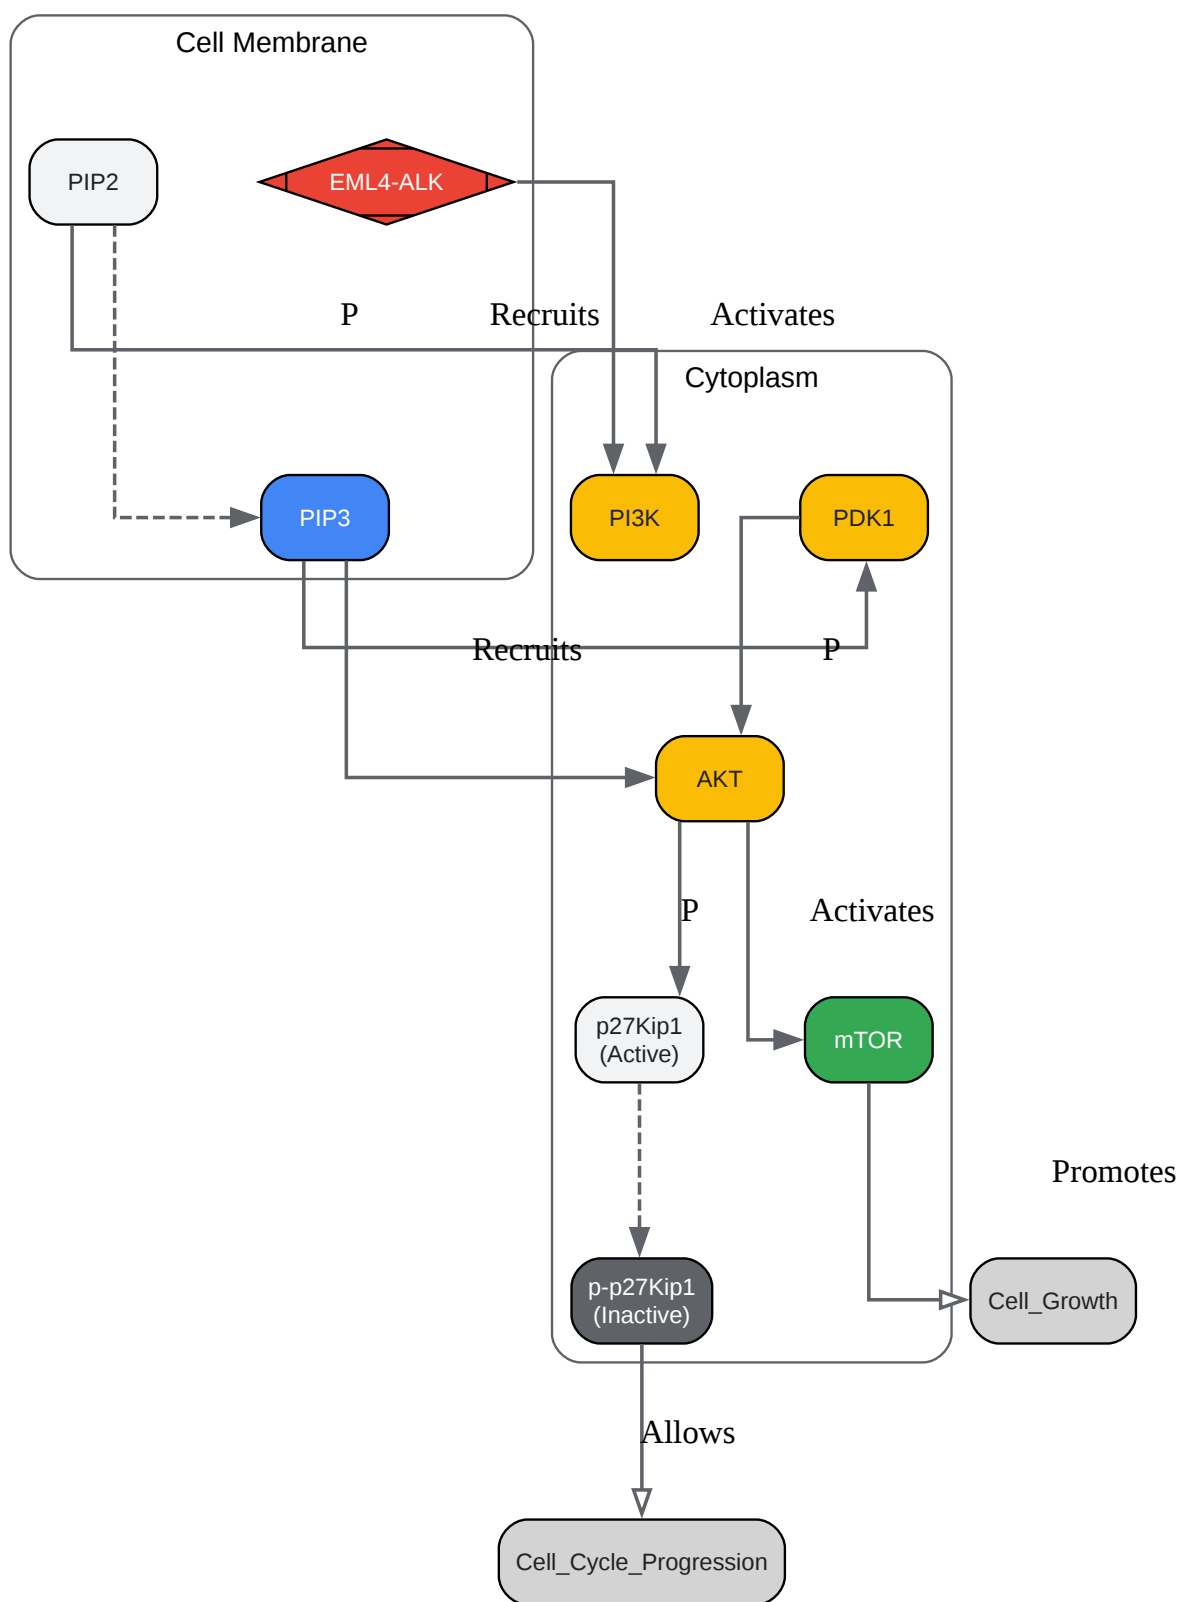 Cell Membrane
PIP2
EML4-ALK
P
Recruits
Activates
Cytoplasm
PIP3
PI3K
PDK1
Recruits
P
AKT
P
Activates
p27Kip1
(Active)
mTOR
Promotes
p-p27Kip1
(Inactive)
Cell_Growth
Allows
Cell_Cycle_Progression